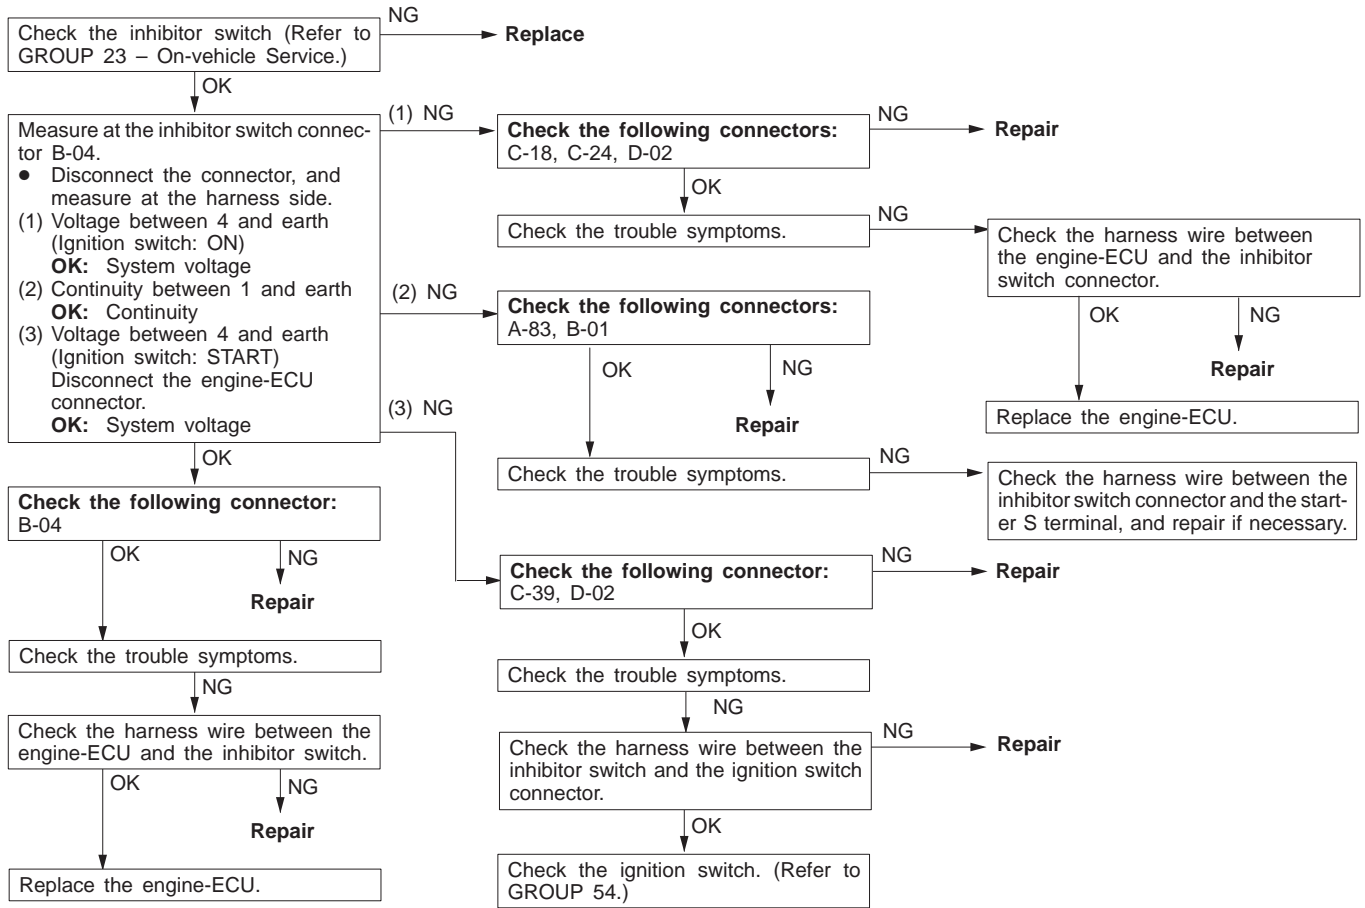 Check the inhibitor switch (Refer to
GROUP 23 – On-vehicle Service.)
NG
Replace
OK
Measure at the inhibitor switch connec-
tor B-04.
● Disconnect the connector, and
measure at the harness side.
(1) Voltage between 4 and earth
(Ignition switch: ON)
OK: System voltage
(2) Continuity between 1 and earth
OK: Continuity
(3) Voltage between 4 and earth
(Ignition switch: START)
Disconnect the engine-ECU
connector.
OK: System voltage
(1) NG
Check the following connectors:
C-18, C-24, D-02
NG
Repair
OK
Check the trouble symptoms.
NG
Check the harness wire between
the engine-ECU and the inhibitor
switch connector.
OK
NG
Repair
Replace the engine-ECU.
(2) NG
Check the following connectors:
A-83, B-01
OK
NG
Repair
Check the trouble symptoms.
NG
Check the harness wire between the
inhibitor switch connector and the start-
er S terminal, and repair if necessary.
(3) NG
Check the following connector:
C-39, D-02
NG
Repair
OK
Check the trouble symptoms.
NG
Check the harness wire between the
inhibitor switch and the ignition switch
connector.
NG
Repair
OK
Check the ignition switch. (Refer to
GROUP 54.)
OK
Check the following connector:
B-04
OK
NG
Repair
Check the trouble symptoms.
NG
Check the harness wire between the
engine-ECU and the inhibitor switch.
OK
NG
Repair
Replace the engine-ECU.